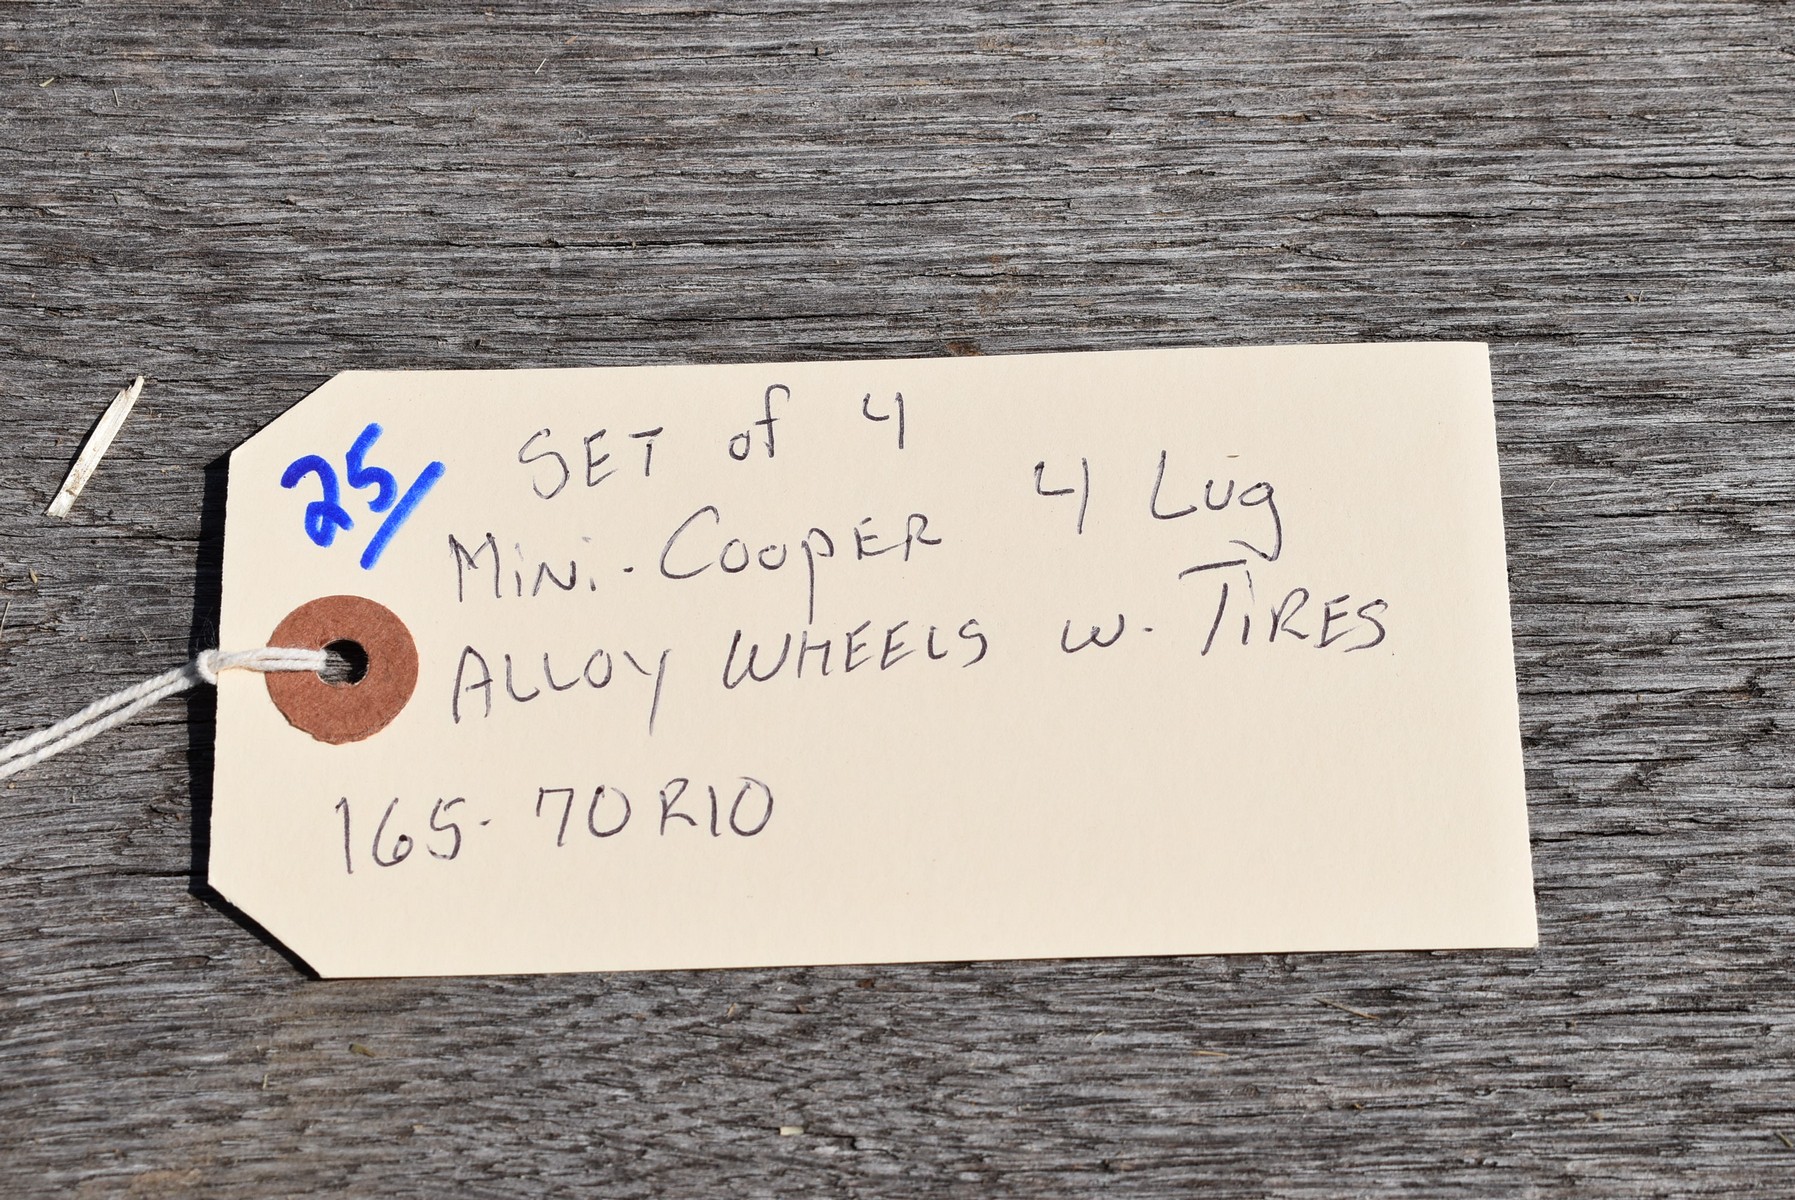 25/
SET of 4
Mini-Cooper 4 Lug
ALLOY WHEELS w- TIRES
165-70R10